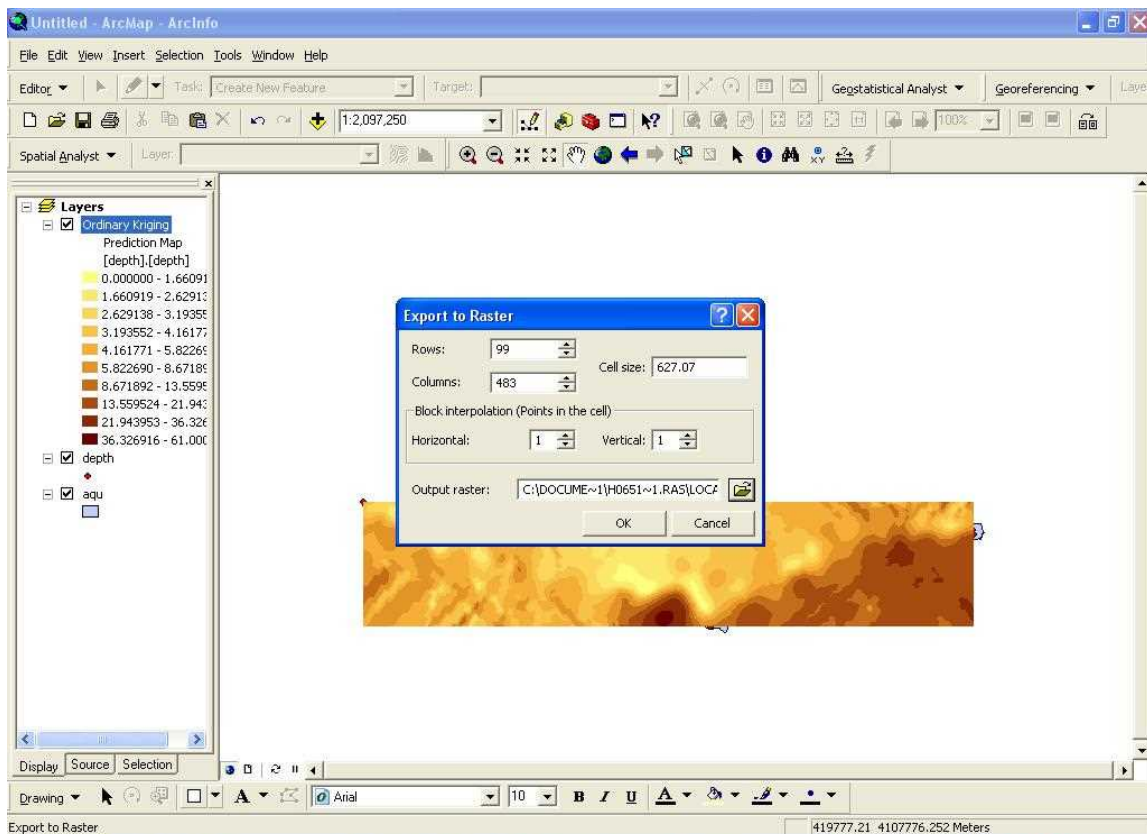 Untitled - ArcMap - ArcInfo
File Edit View Insert Selection Tools Window Help
Editor Task: Create New Feature Target: Geostatistical Analyst Georeferencing Laye
1:2,097,250 100%
Spatial Analyst Layer:
Layers
Ordinary Kriging
Prediction Map
[depth].[depth]
0.000000 - 1.66091
1.660919 - 2.62913
2.629138 - 3.19355
3.193552 - 4.16177
4.161771 - 5.82269
5.822690 - 8.67189
8.671892 - 13.5595
13.559524 - 21.943
21.943953 - 36.326
36.326916 - 61.000
depth
aqu
Export to Raster
Rows: 99
Cell size: 627.07
Columns: 483
Block interpolation (Points in the cell)
Horizontal: 1 Vertical: 1
Output raster: C:\DOCUME~1\H0651~1.RAS\LOCA
OK Cancel
Display Source Selection
Drawing A Arial 10 B I U A
Export to Raster 419777.21 4107776.252 Meters